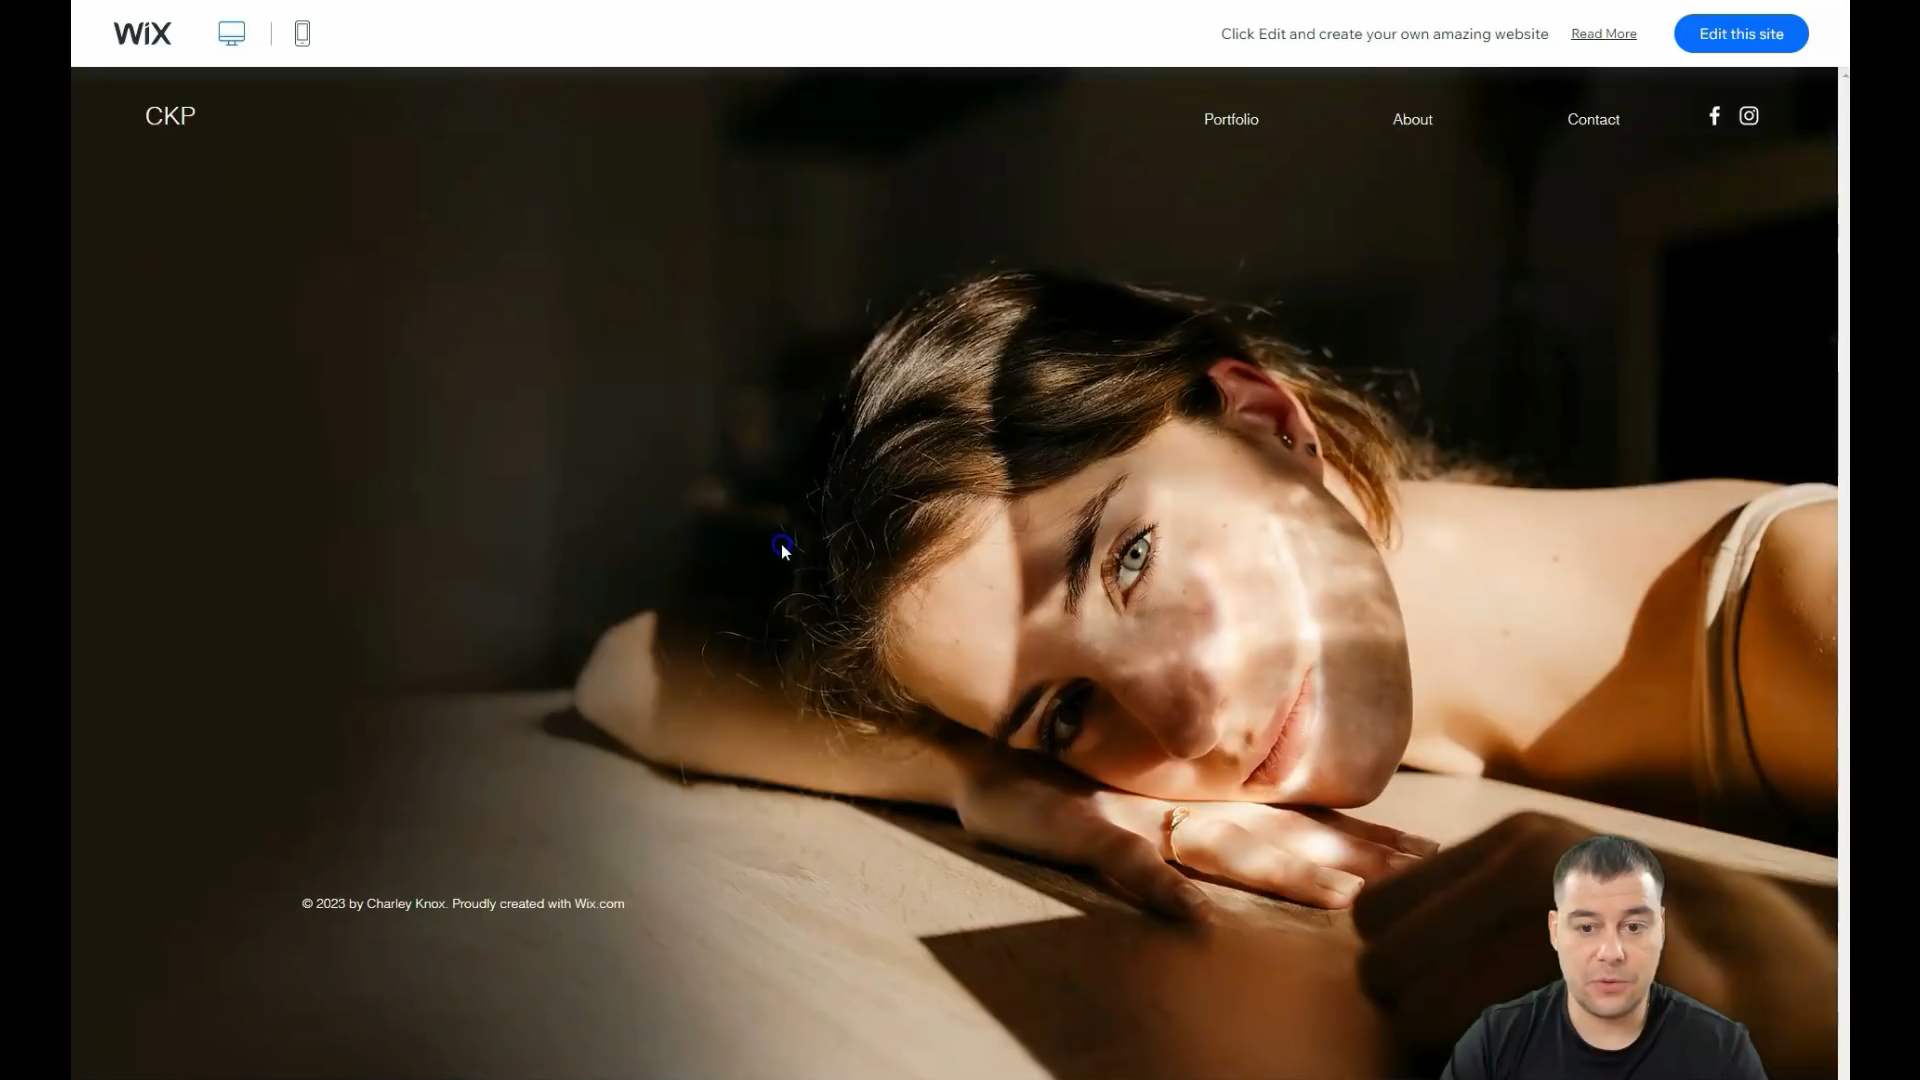 WiX
Click Edit and create your own amazing website Read More Edit this site
CKP
Portfolio About Contact
© 2023 by Charley Knox. Proudly created with Wix.com